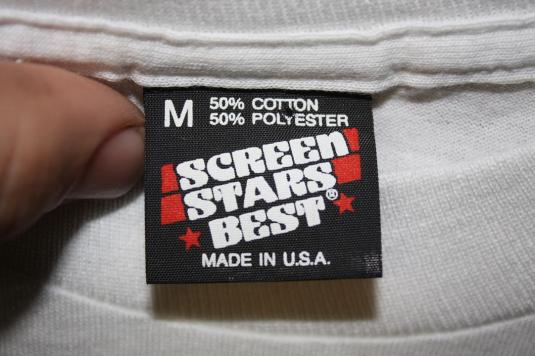 M 50% COTTON
50% POLYESTER
SCREEN
STARS
BEST®
MADE IN U.S.A.